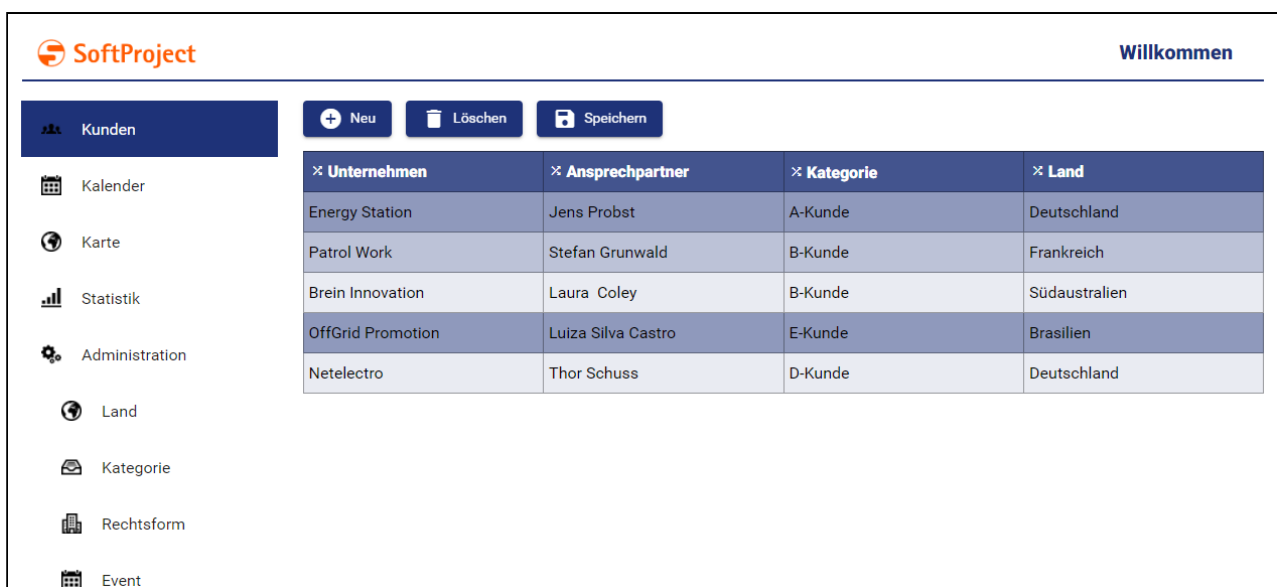 SoftProject
Willkommen
Kunden
Kalender
Karte
Statistik
Administration
Land
Kategorie
Rechtsform
Event
Neu Löschen Speichern
Unternehmen Ansprechpartner Kategorie Land
Energy Station Jens Probst A-Kunde Deutschland
Patrol Work Stefan Grunwald B-Kunde Frankreich
Brein Innovation Laura  Coley B-Kunde Südaustralien
OffGrid Promotion Luiza Silva Castro E-Kunde Brasilien
Netelectro Thor Schuss D-Kunde Deutschland